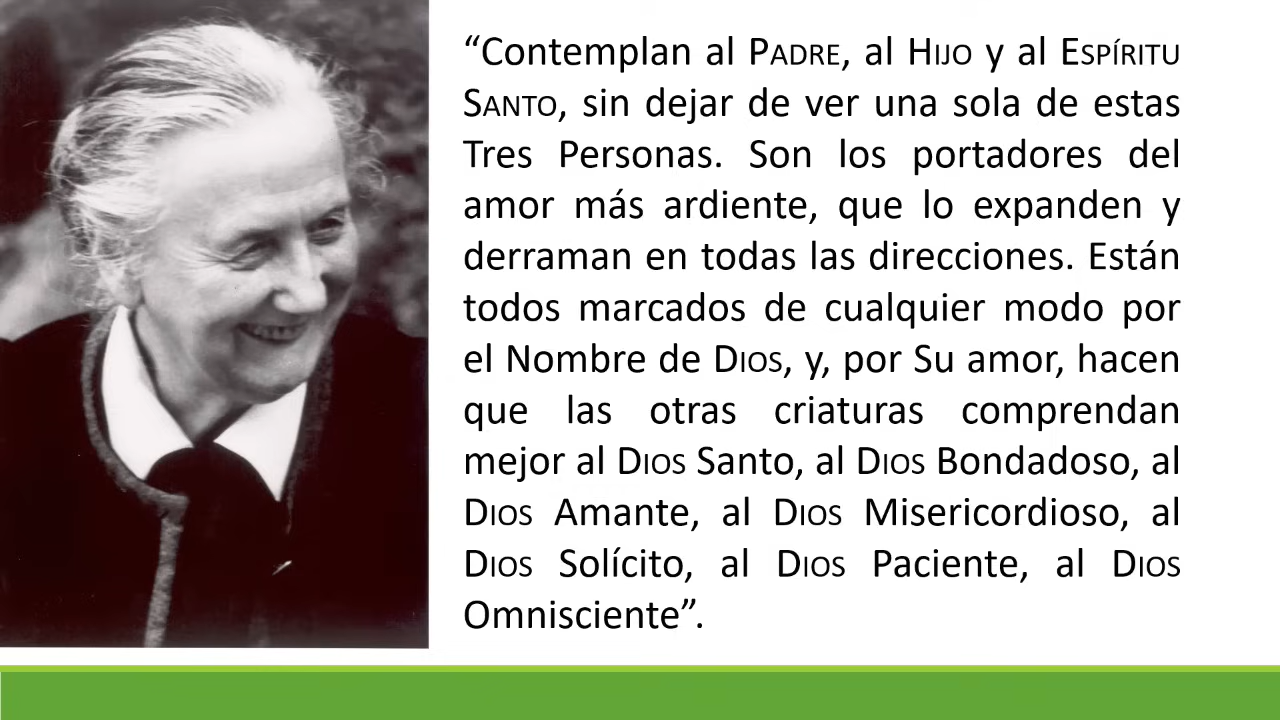 “Contemplan al PADRE, al HIJO y al ESPÍRITU
SANTO, sin dejar de ver una sola de estas
Tres Personas. Son los portadores del
amor más ardiente, que lo expanden y
derraman en todas las direcciones. Están
todos marcados de cualquier modo por
el Nombre de DIOS, y, por Su amor, hacen
que las otras criaturas comprendan
mejor al DIOS Santo, al DIOS Bondadoso, al
DIOS Amante, al DIOS Misericordioso, al
DIOS Solícito, al DIOS Paciente, al DIOS
Omnisciente”.